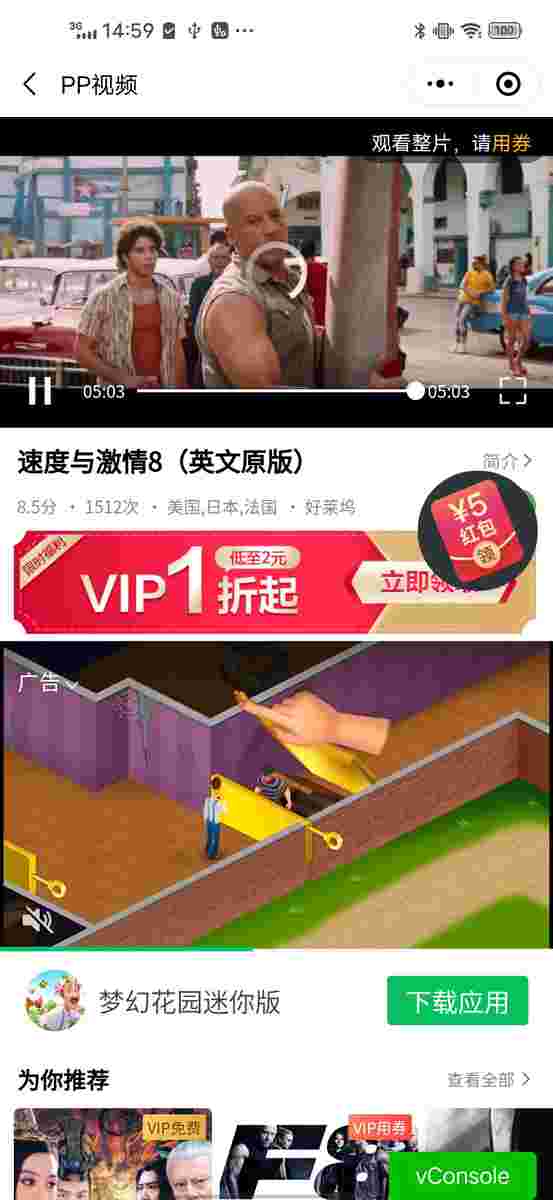 3G 14:59
100
PP视频
观看整片，请用券
05:03
05:03
速度与激情8（英文原版）
简介
8.5分 · 1512次 · 美国,日本,法国 · 好莱坞
¥5
红包
领
限时福利
VIP1折起
低至2元
立即领
广告
梦幻花园迷你版
下载应用
为你推荐
查看全部
VIP免费
VIP用券
F8
vConsole